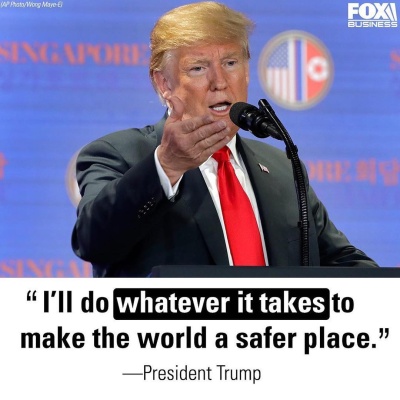 (AP Photo/Wong Maye-E)
FOX
BUSINESS
SINGAPORE
SINGAPORE
SINGA
“I’ll do whatever it takes to
make the world a safer place.”
—President Trump